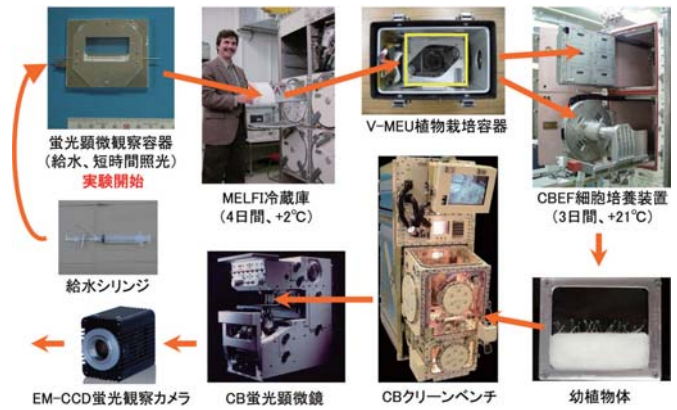 蛍光顕微観察容器
(給水、短時間照光)
実験開始
MELFI冷蔵庫
(4日間、+2℃)
V-MEU植物栽培容器
CBEF細胞培養装置
(3日間、+21℃)
給水シリンジ
EM-CCD蛍光観察カメラ
CB蛍光顕微鏡
CBクリーンベンチ
幼植物体